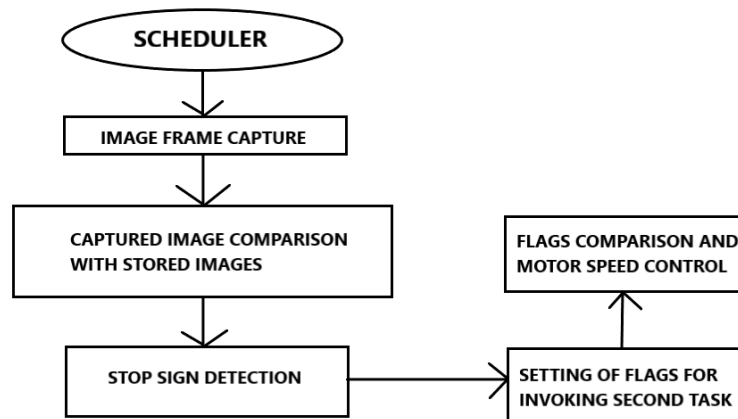 SCHEDULER
IMAGE FRAME CAPTURE
CAPTURED IMAGE COMPARISON
WITH STORED IMAGES
STOP SIGN DETECTION
SETTING OF FLAGS FOR
INVOKING SECOND TASK
FLAGS COMPARISON AND
MOTOR SPEED CONTROL